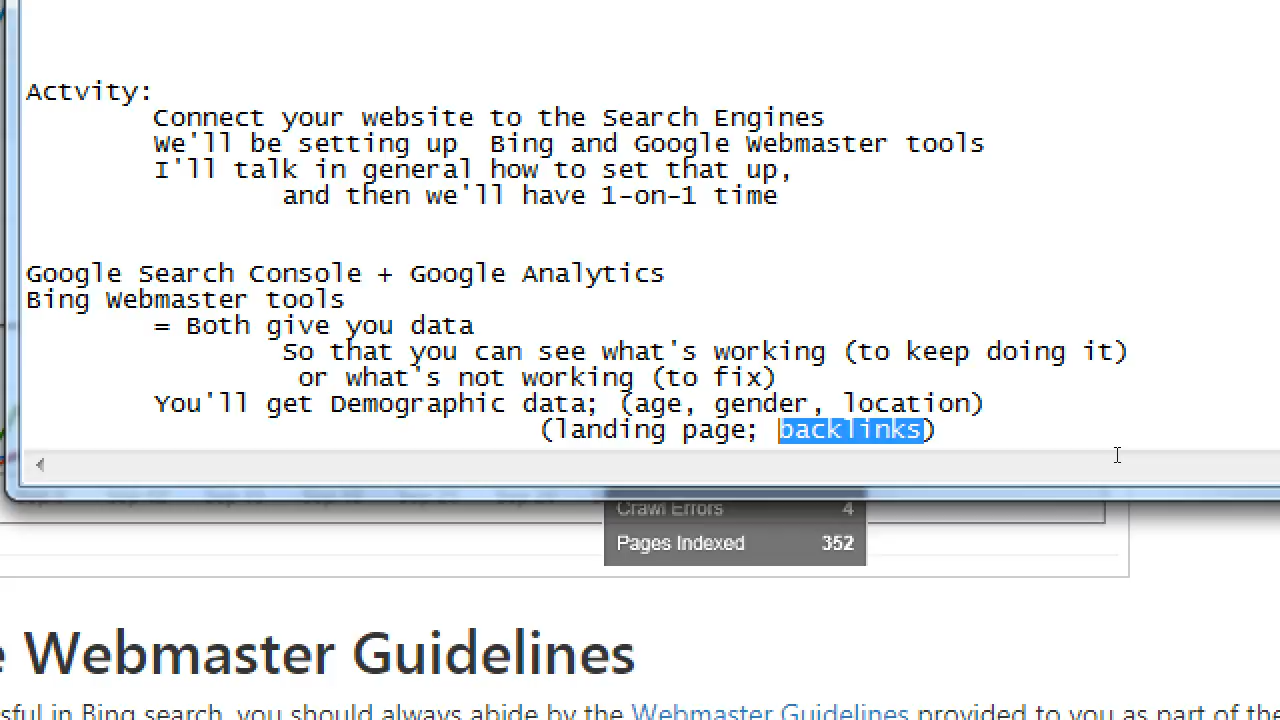 Actvity:
Connect your website to the Search Engines
We'll be setting up  Bing and Google Webmaster tools
I'll talk in general how to set that up,
and then we'll have 1-on-1 time
Google Search Console + Google Analytics
Bing Webmaster tools
= Both give you data
So that you can see what's working (to keep doing it)
or what's not working (to fix)
You'll get Demographic data; (age, gender, location)
(landing page; backlinks)
Crawl Errors 4
Pages Indexed 352
Webmaster Guidelines
in Bing search, you should always abide by the Webmaster Guidelines provided to you as part of the